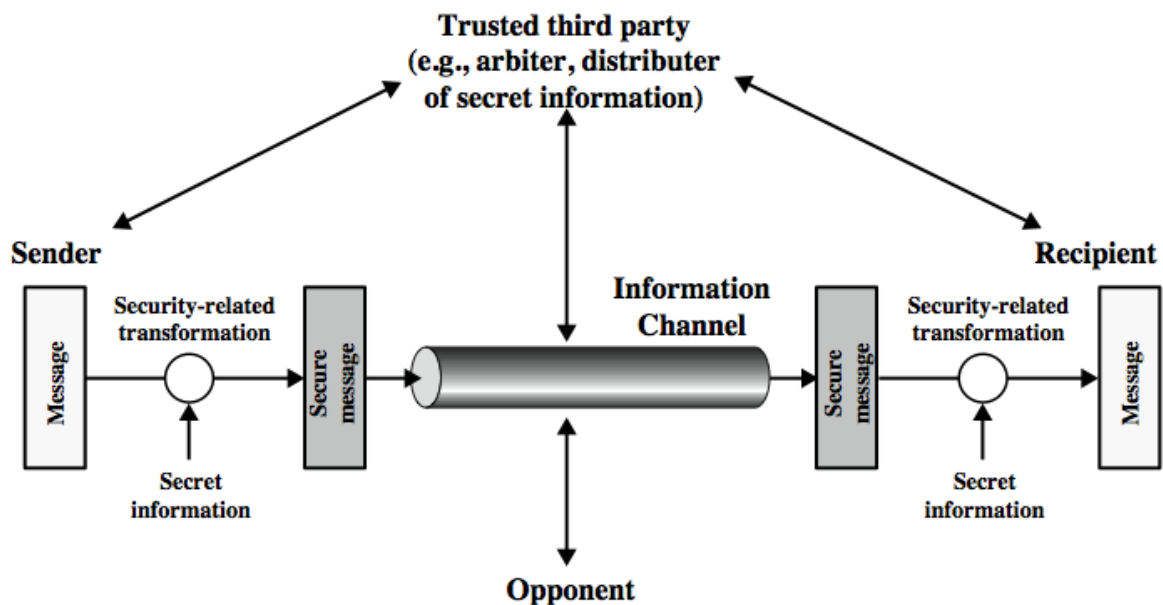 Trusted third party
(e.g., arbiter, distributer
of secret information)
Sender
Recipient
Information
Channel
Security-related
transformation
Security-related
transformation
Message
Secure
message
Secure
message
Message
Secret
information
Secret
information
Opponent